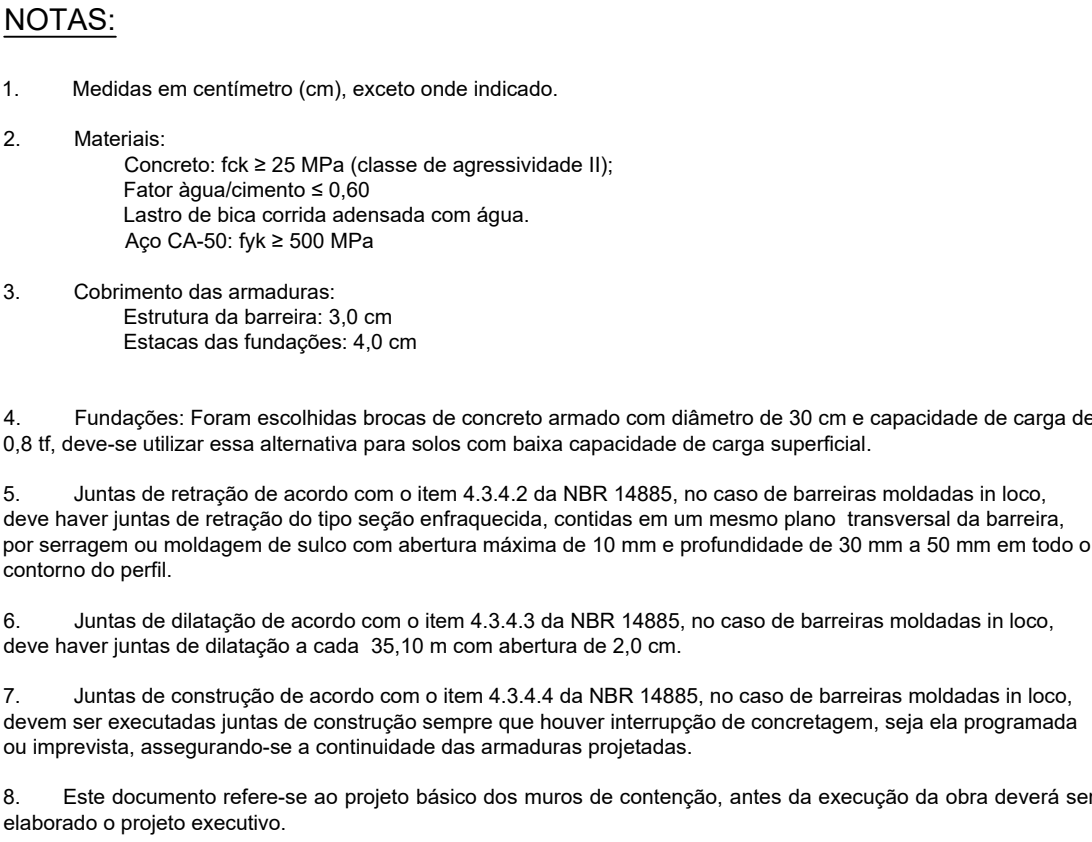 NOTAS:
1. Medidas em centímetro (cm), exceto onde indicado.
2. Materiais:
Concreto: fck ≥ 25 MPa (classe de agressividade II);
Fator àgua/cimento ≤ 0,60
Lastro de bica corrida adensada com água.
Aço CA-50: fyk ≥ 500 MPa
3. Cobrimento das armaduras:
Estrutura da barreira: 3,0 cm
Estacas das fundações: 4,0 cm
4. Fundações: Foram escolhidas brocas de concreto armado com diâmetro de 30 cm e capacidade de carga de
0,8 tf, deve-se utilizar essa alternativa para solos com baixa capacidade de carga superficial.
5. Juntas de retração de acordo com o item 4.3.4.2 da NBR 14885, no caso de barreiras moldadas in loco,
deve haver juntas de retração do tipo seção enfraquecida, contidas em um mesmo plano transversal da barreira,
por serragem ou moldagem de sulco com abertura máxima de 10 mm e profundidade de 30 mm a 50 mm em todo o
contorno do perfil.
6. Juntas de dilatação de acordo com o item 4.3.4.3 da NBR 14885, no caso de barreiras moldadas in loco,
deve haver juntas de dilatação a cada 35,10 m com abertura de 2,0 cm.
7. Juntas de construção de acordo com o item 4.3.4.4 da NBR 14885, no caso de barreiras moldadas in loco,
devem ser executadas juntas de construção sempre que houver interrupção de concretagem, seja ela programada
ou imprevista, assegurando-se a continuidade das armaduras projetadas.
8. Este documento refere-se ao projeto básico dos muros de contenção, antes da execução da obra deverá ser
elaborado o projeto executivo.